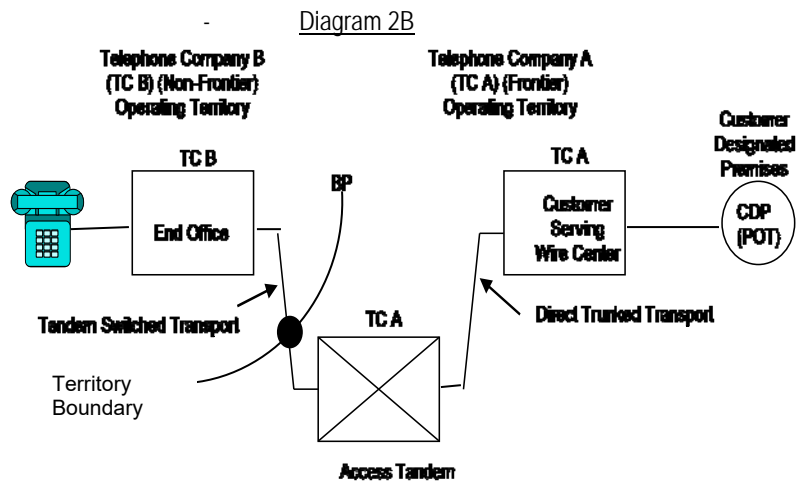 - Diagram 2B
Telephone Company B
(TC B) (Non-Frontier)
Operating Territory
Telephone Company A
(TC A) (Frontier)
Operating Territory
Customer
Designated
Premises
TC B
TC A
BP
End Office
Customer
Serving
Wire Center
CDP
(POT)
Tandem Switched Transport
TC A
Direct Trunked Transport
Territory
Boundary
Access Tandem